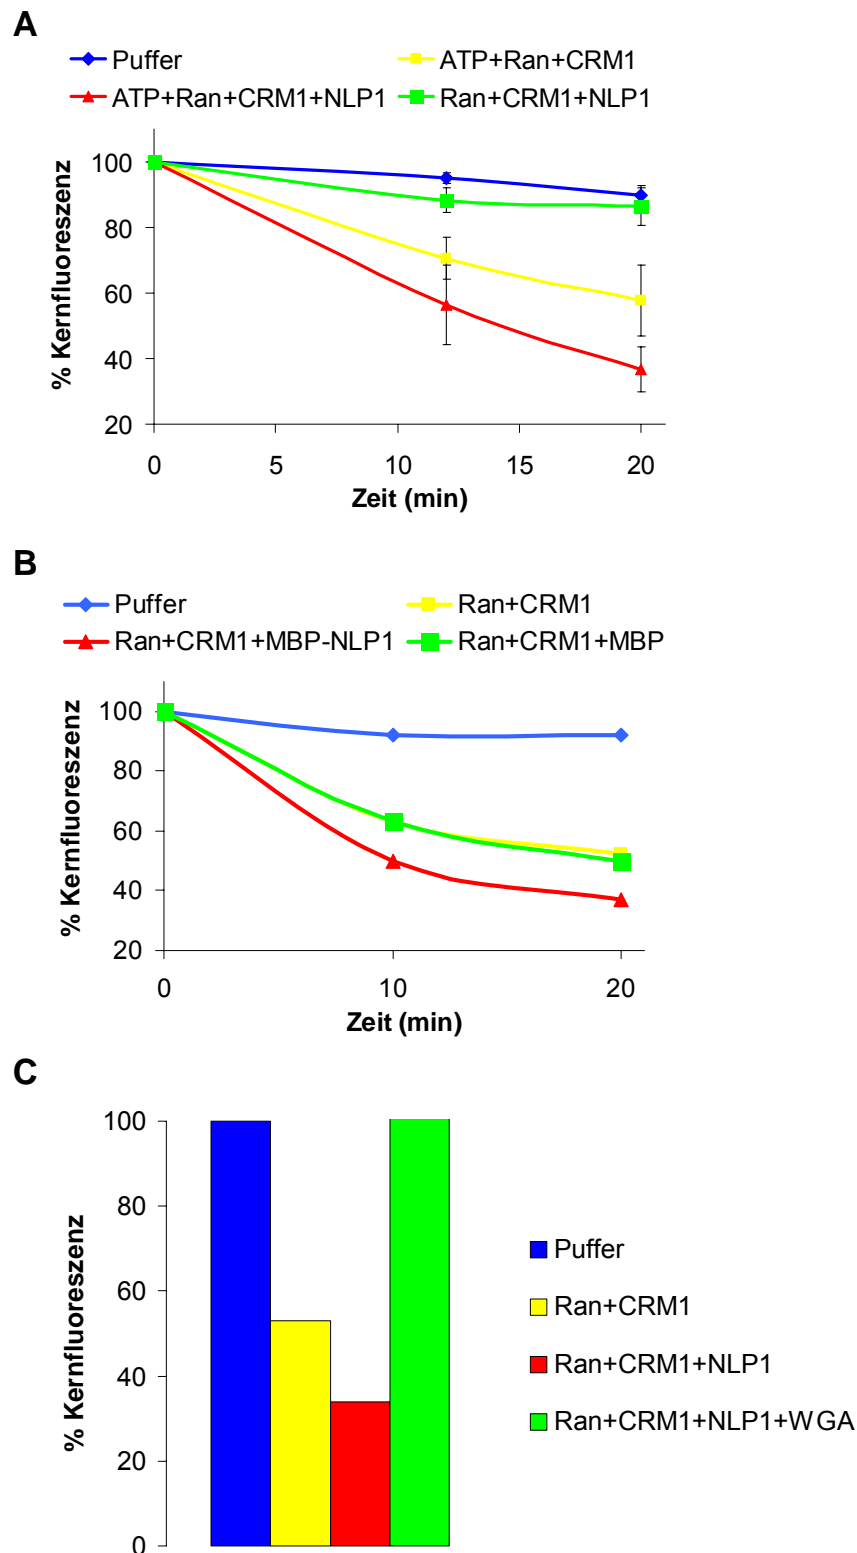 A
Puffer ATP+Ran+CRM1
ATP+Ran+CRM1+NLP1 Ran+CRM1+NLP1
% Kernfluoreszenz
100
80
60
40
20
0 5 10 15 20
Zeit (min)
B
Puffer Ran+CRM1
Ran+CRM1+MBP-NLP1 Ran+CRM1+MBP
% Kernfluoreszenz
100
80
60
40
20
0 10 20
Zeit (min)
C
% Kernfluoreszenz
100
80
60
40
20
0
Puffer
Ran+CRM1
Ran+CRM1+NLP1
Ran+CRM1+NLP1+WGA